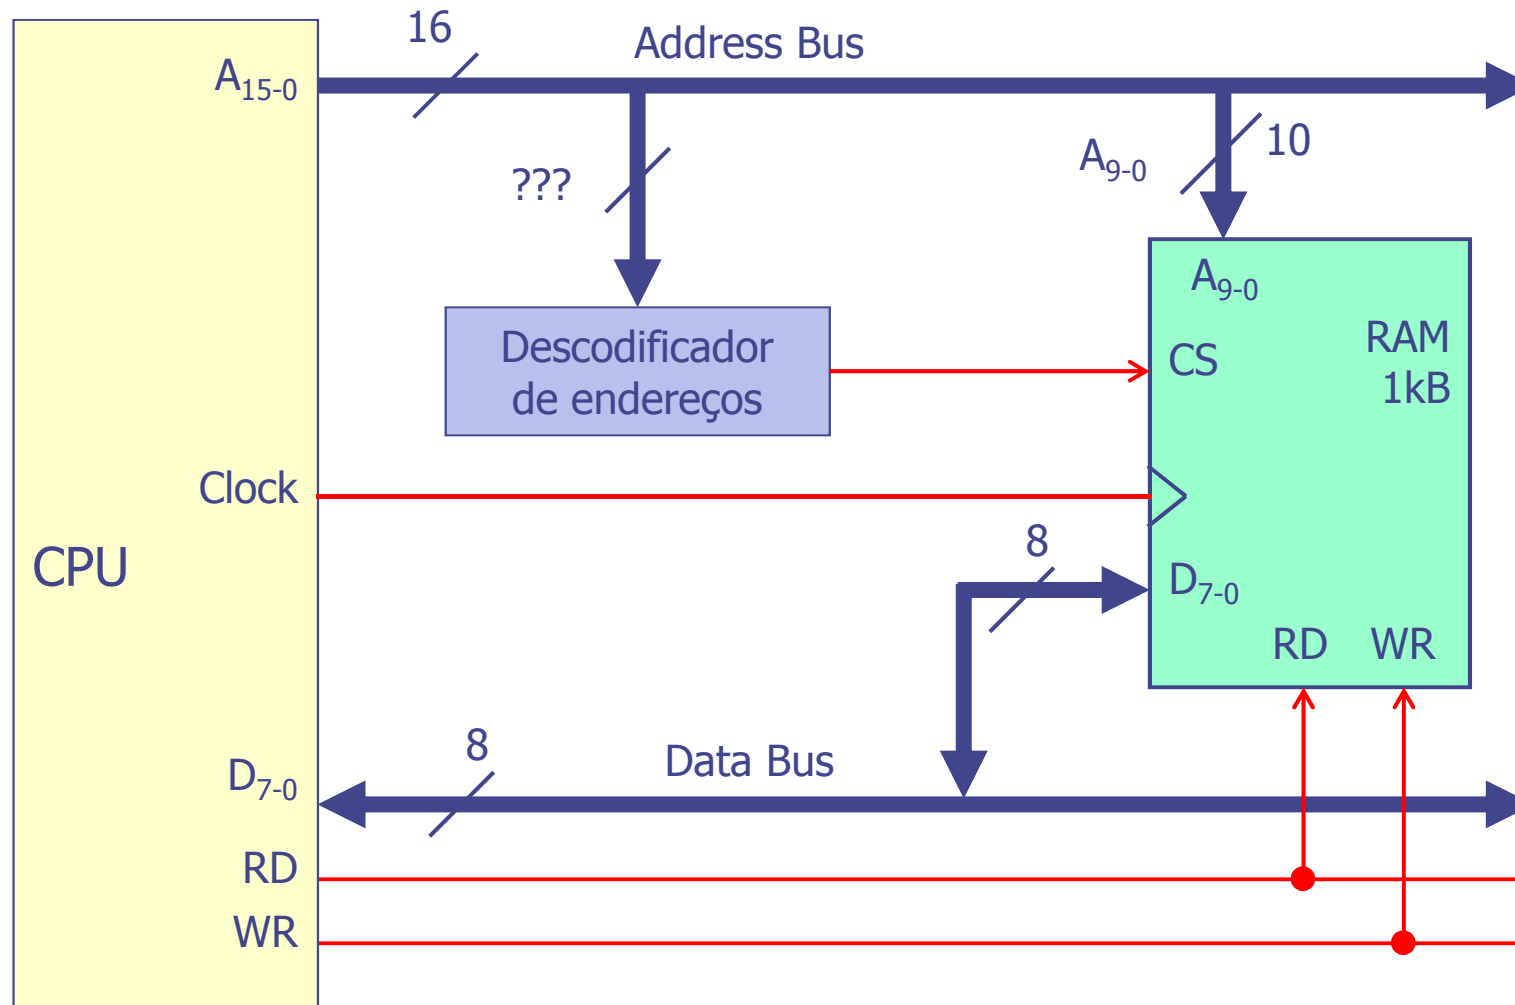 16
Address Bus
A15-0
???
A9-0
10
A9-0
Descodificador
de endereços
CS
RAM
1kB
Clock
CPU
8
D7-0
RD WR
8
Data Bus
D7-0
RD
WR